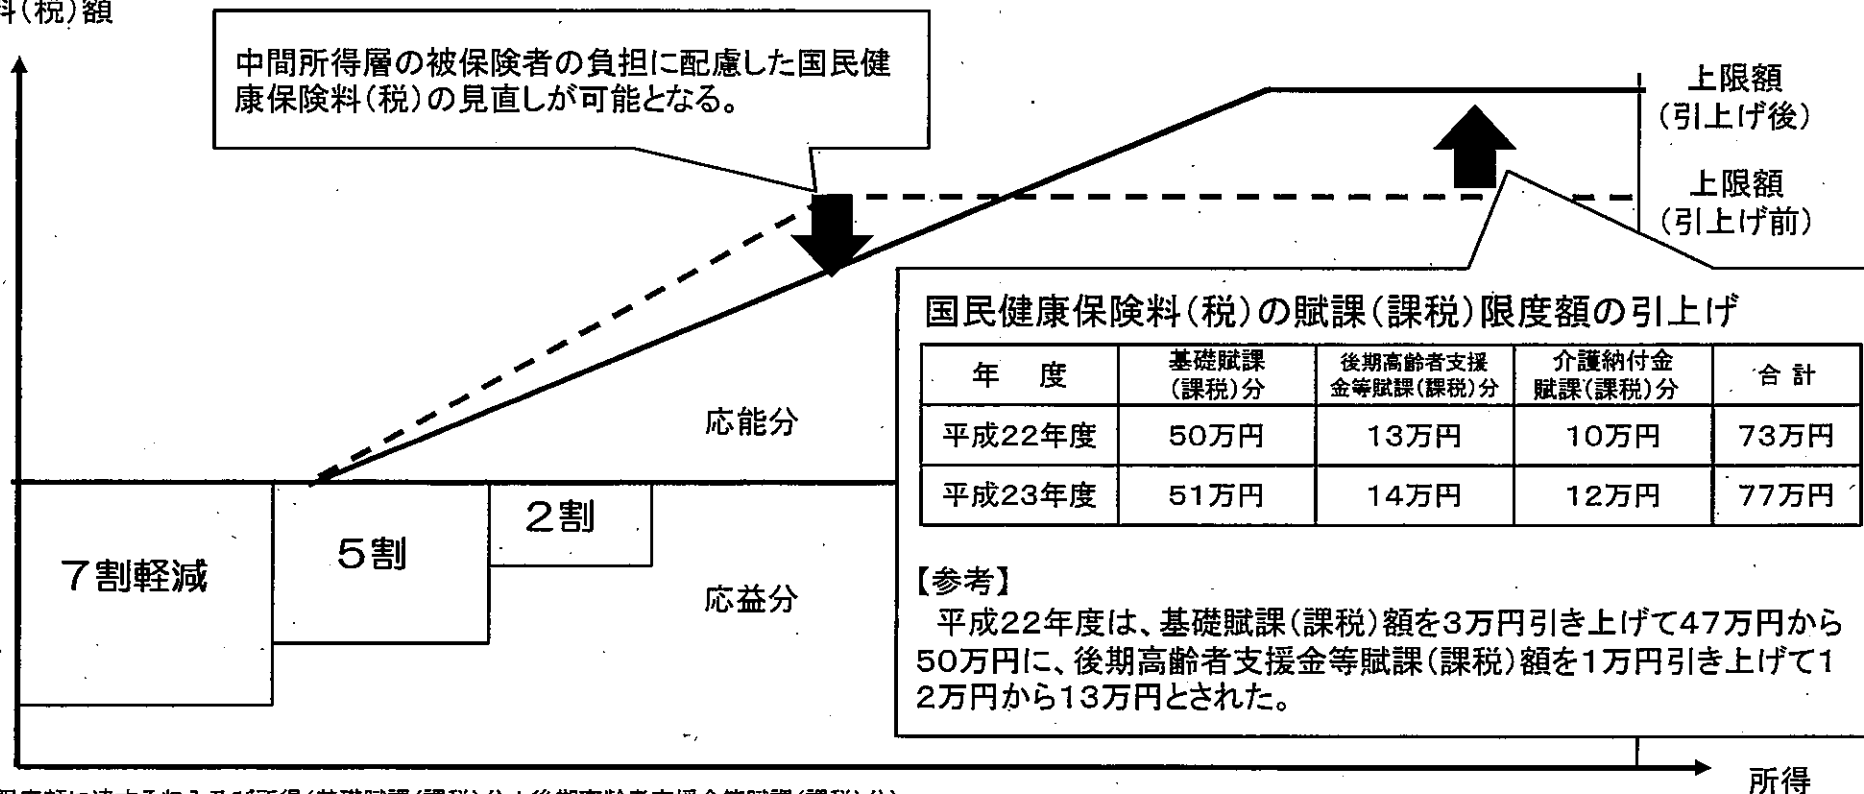 料(税)額
中間所得層の被保険者の負担に配慮した国民健
康保険料(税)の見直しが可能となる。
上限額
(引上げ後)
上限額
(引上げ前)
国民健康保険料(税)の賦課(課税)限度額の引上げ
年 度 基礎賦課(課税)分 後期高齢者支援金等賦課(課税)分 介護納付金賦課(課税)分 合 計
平成22年度 50万円 13万円 10万円 73万円
平成23年度 51万円 14万円 12万円 77万円
【参考】
平成22年度は、基礎賦課(課税)額を3万円引き上げて47万円から
50万円に、後期高齢者支援金等賦課(課税)額を1万円引き上げて1
2万円から13万円とされた。
応能分
7割軽減
5割
2割
応益分
所得